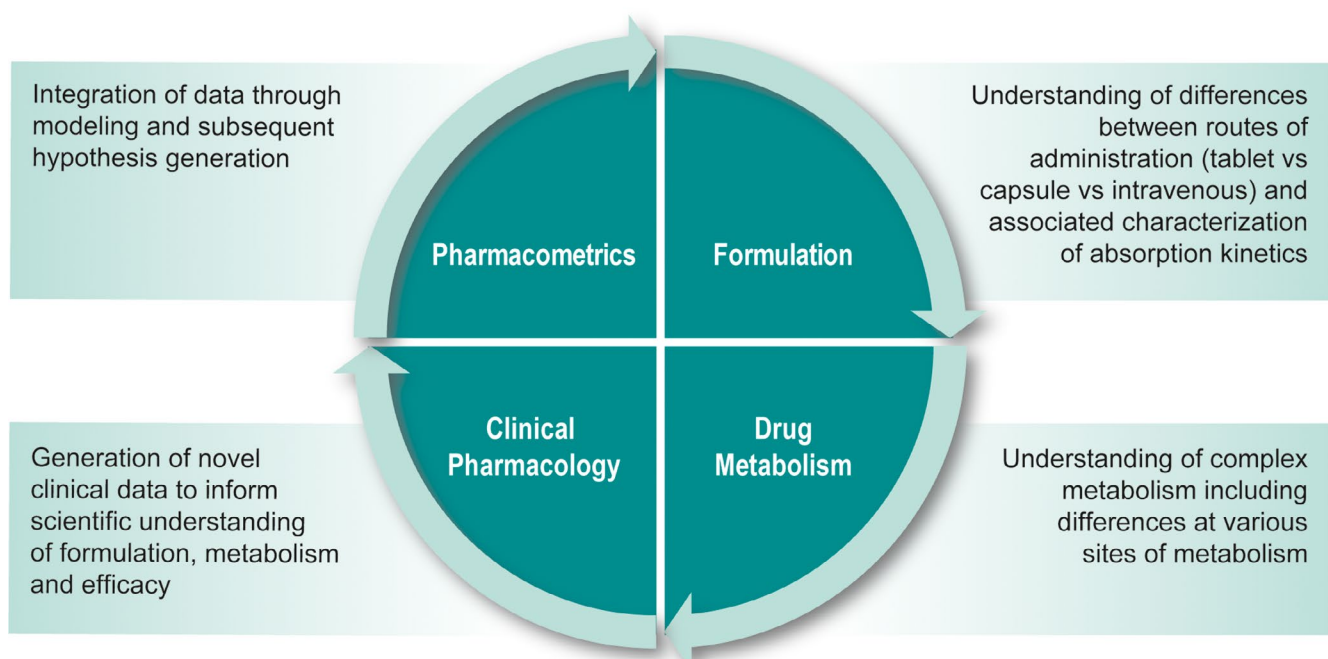 Integration of data through
modeling and subsequent
hypothesis generation
Pharmacometrics
Formulation
Understanding of differences
between routes of
administration (tablet vs
capsule vs intravenous) and
associated characterization
of absorption kinetics
Generation of novel
clinical data to inform
scientific understanding
of formulation, metabolism
and efficacy
Clinical
Pharmacology
Drug
Metabolism
Understanding of complex
metabolism including
differences at various
sites of metabolism